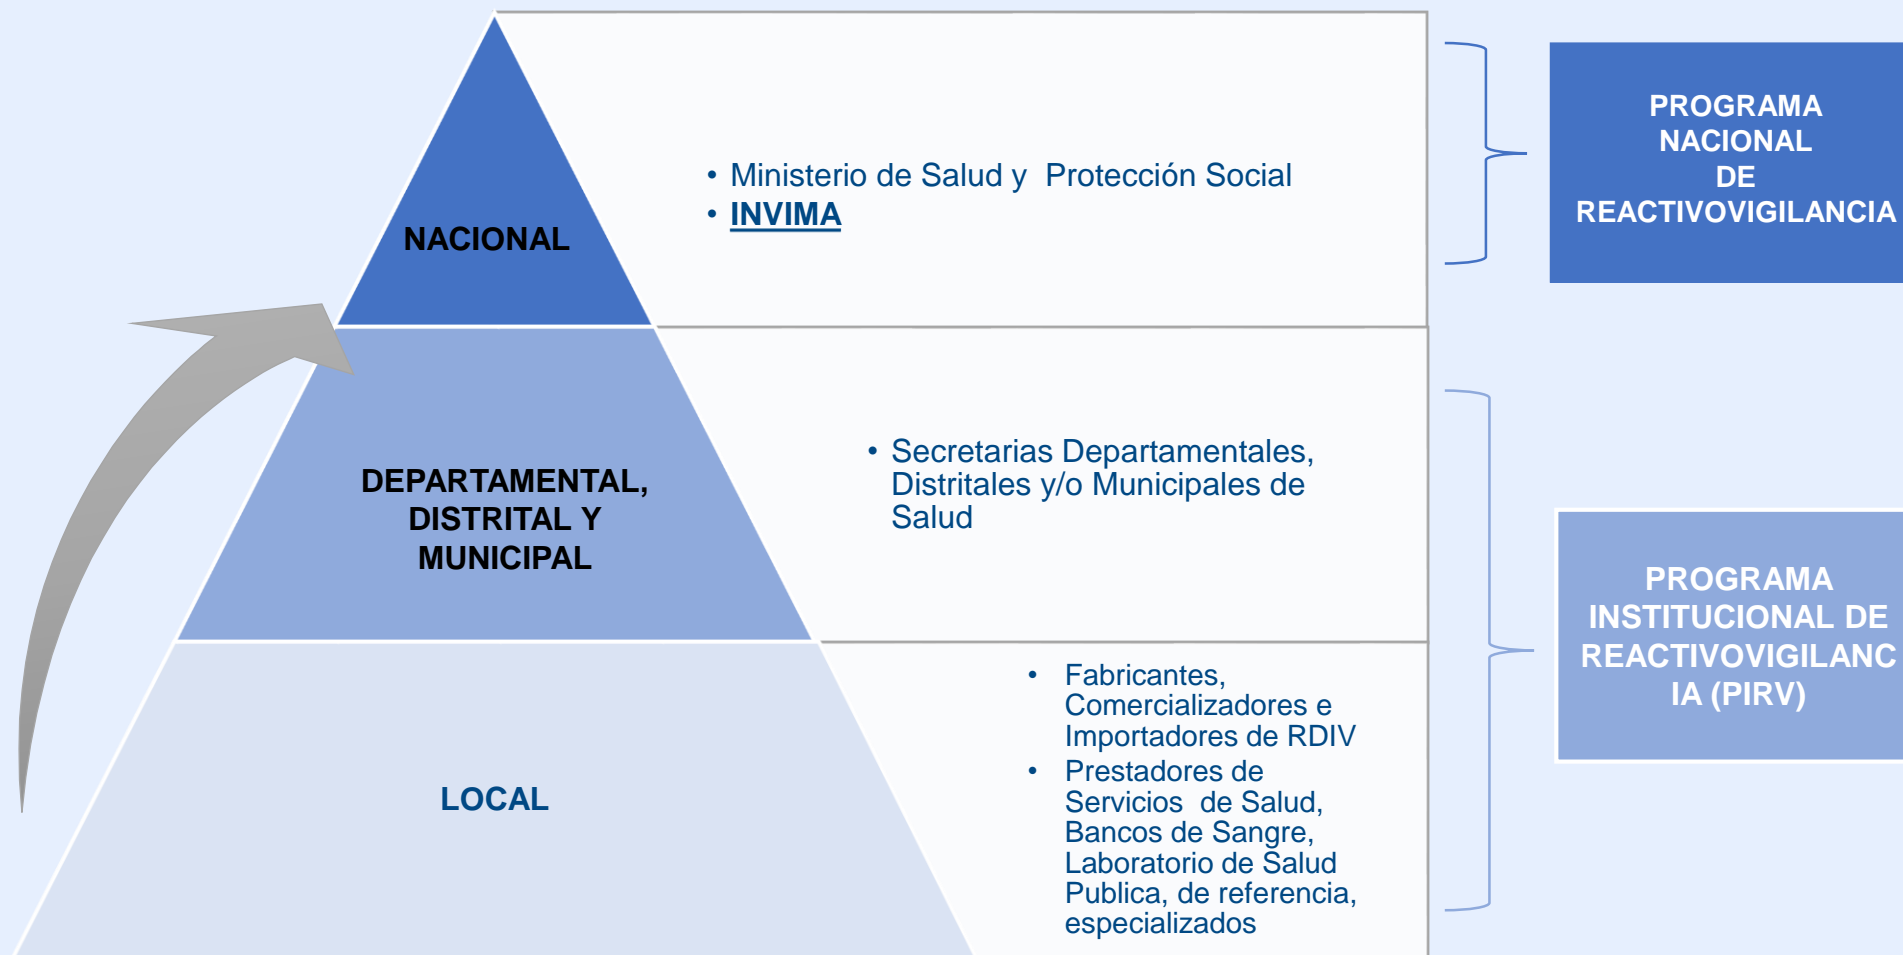 NACIONAL
• Ministerio de Salud y Protección Social
• INVIMA
PROGRAMA
NACIONAL
DE
REACTIVOVIGILANCIA
DEPARTAMENTAL,
DISTRITAL Y
MUNICIPAL
• Secretarias Departamentales,
Distritales y/o Municipales de
Salud
LOCAL
• Fabricantes,
Comercializadores e
Importadores de RDIV
• Prestadores de
Servicios de Salud,
Bancos de Sangre,
Laboratorio de Salud
Publica, de referencia,
especializados
PROGRAMA
INSTITUCIONAL DE
REACTIVOVIGILANC
IA (PIRV)